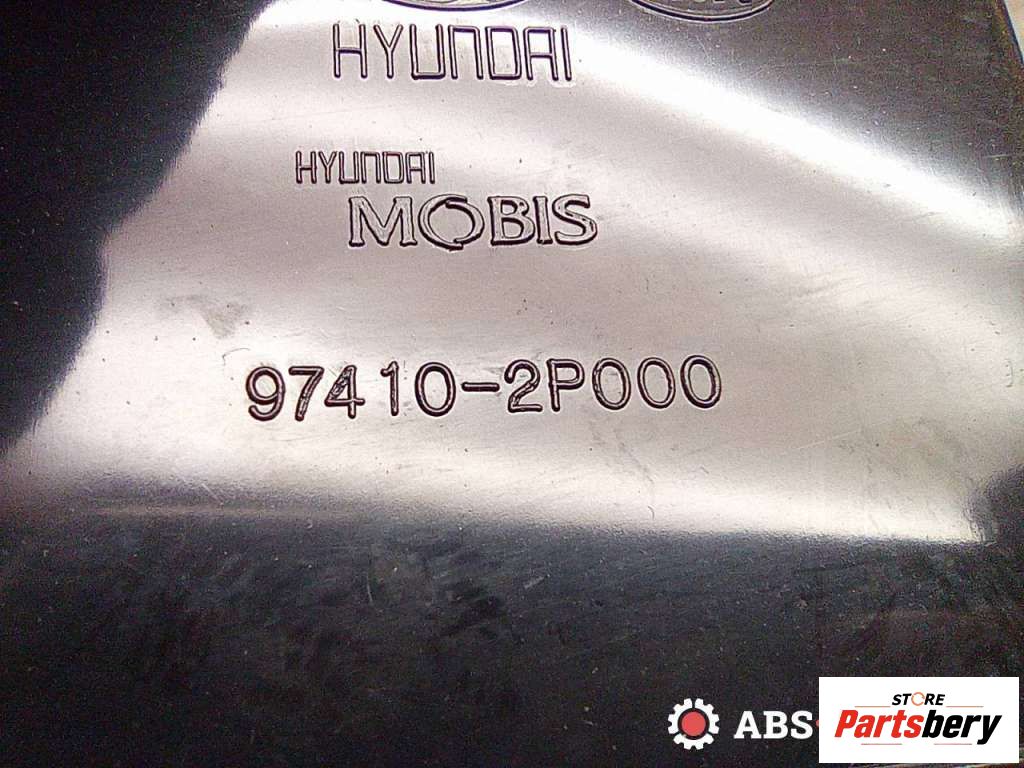 HYUNDAI
HYUNDAI
MOBIS
97410-2P000
ABS-
STORE
Partsbery